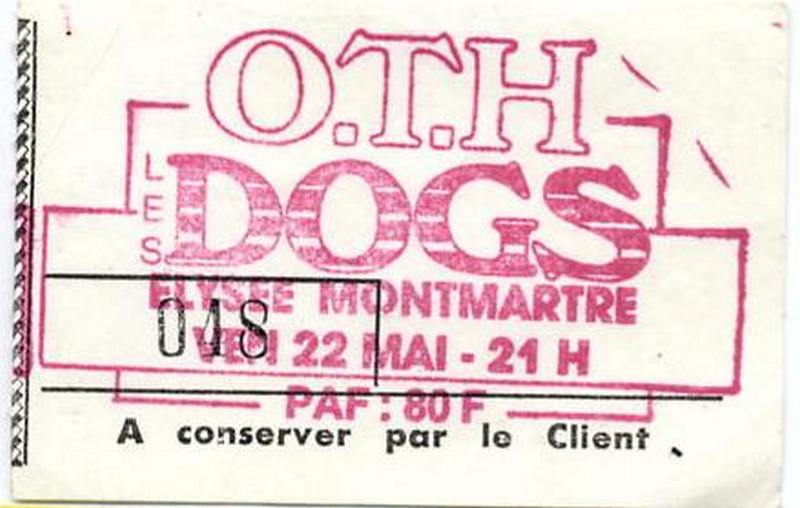 O.T.H
LES DOGS
ELYSEE MONTMARTRE
048
VEN 22 MAI - 21 H
PAF : 80 F
A conserver par le Client